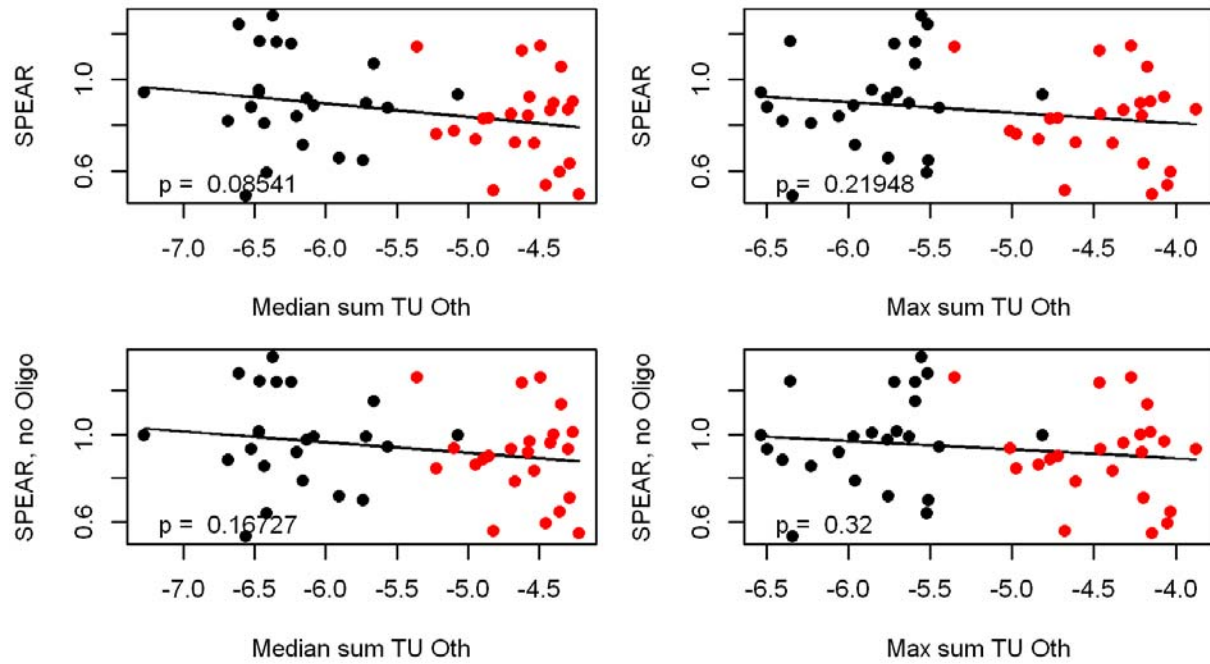 SPEAR
1.0
0.6
p = 0.08541
-7.0 -6.5 -6.0 -5.5 -5.0 -4.5
Median sum TU Oth
SPEAR
1.0
0.6
p = 0.21948
-6.5 -6.0 -5.5 -5.0 -4.5 -4.0
Max sum TU Oth
SPEAR, no Oligo
1.0
0.6
p = 0.16727
-7.0 -6.5 -6.0 -5.5 -5.0 -4.5
Median sum TU Oth
SPEAR, no Oligo
1.0
0.6
p = 0.32
-6.5 -6.0 -5.5 -5.0 -4.5 -4.0
Max sum TU Oth